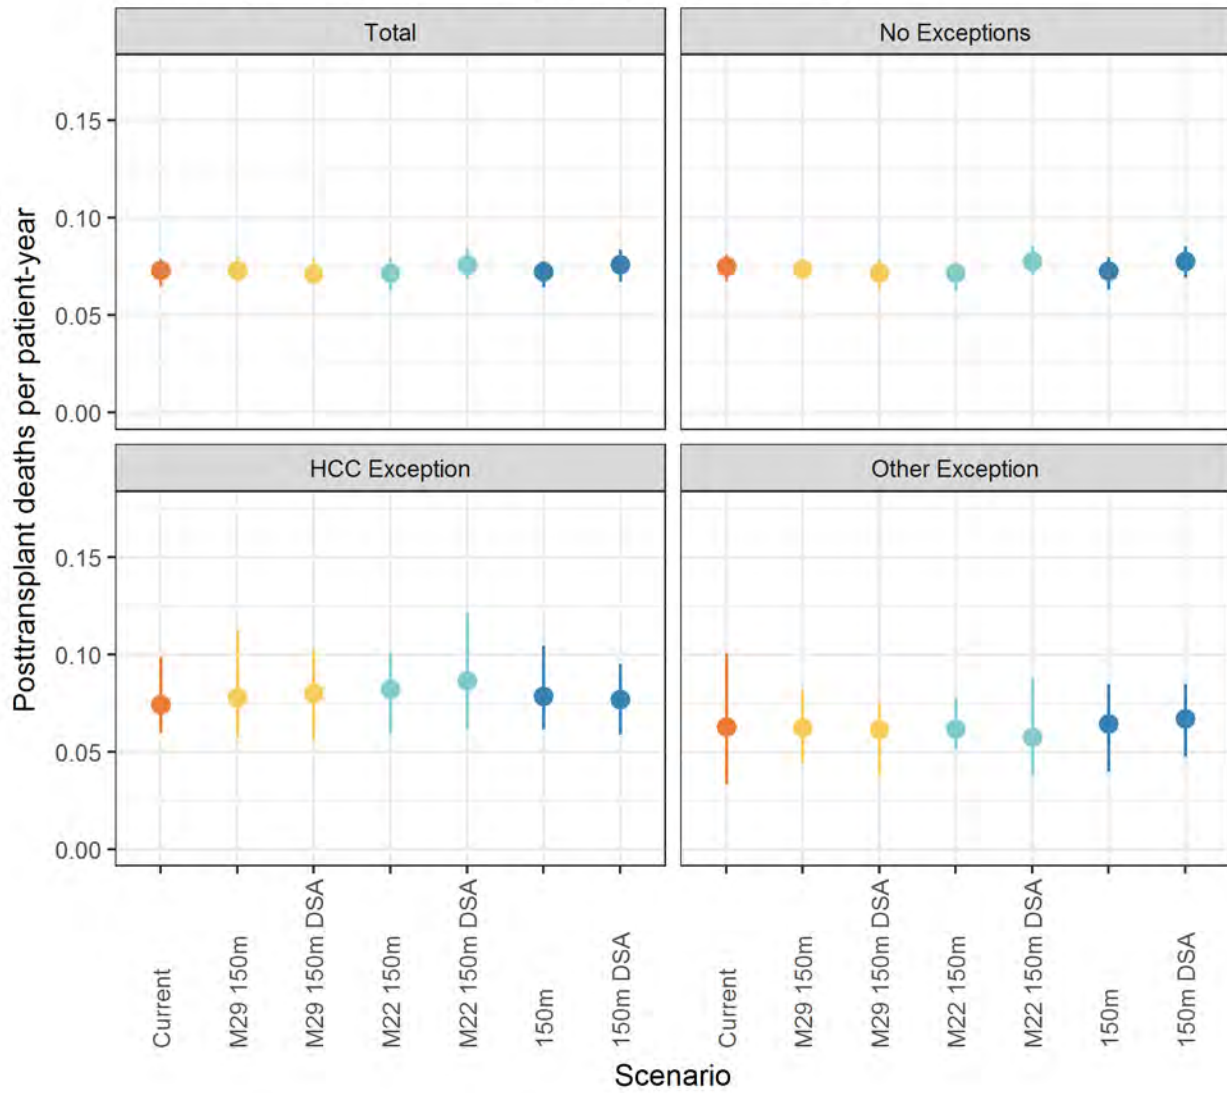 Total
No Exceptions
0.15
0.10
0.05
0.00
HCC Exception
Other Exception
0.15
0.10
0.05
0.00
Posttransplant deaths per patient-year
Current
M29 150m
M29 150m DSA
M22 150m
M22 150m DSA
150m
150m DSA
Current
M29 150m
M29 150m DSA
M22 150m
M22 150m DSA
150m
150m DSA
Scenario